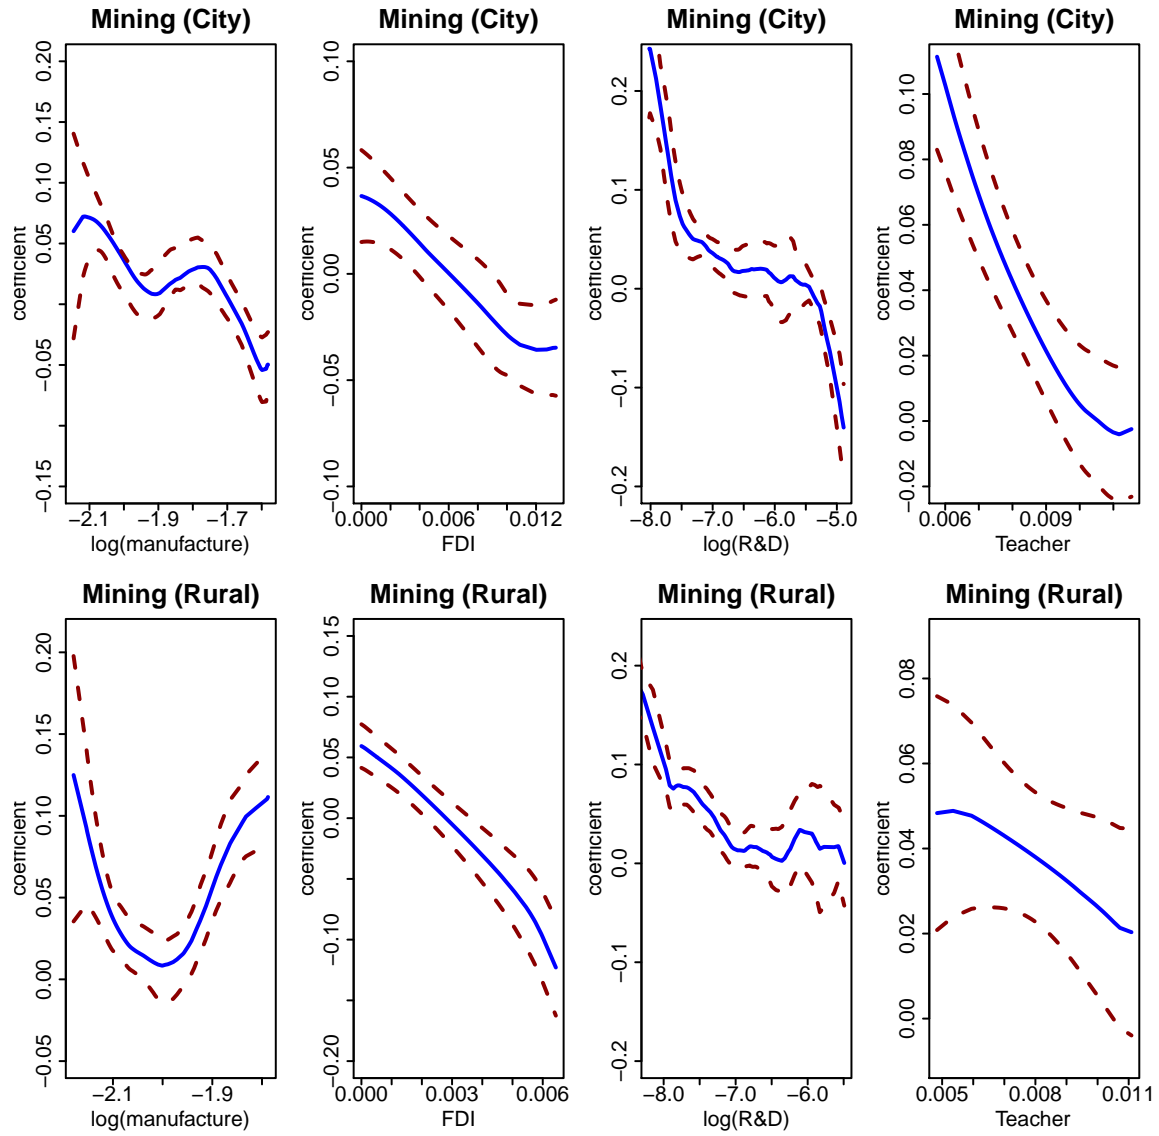 Mining (City)
coefficient
−0.15
−0.05
0.05
0.10
0.15
0.20
−2.1
−1.9
−1.7
log(manufacture)
Mining (City)
coefficient
−0.10
−0.05
0.00
0.05
0.10
0.000
0.006
0.012
FDI
Mining (City)
coefficient
−0.2
−0.1
0.0
0.1
0.2
−8.0
−7.0
−6.0
−5.0
log(R&D)
Mining (City)
coefficient
−0.02
0.00
0.02
0.04
0.06
0.08
0.10
0.006
0.009
Teacher
Mining (Rural)
coefficient
−0.05
0.00
0.05
0.10
0.15
0.20
−2.1
−1.9
log(manufacture)
Mining (Rural)
coefficient
−0.20
−0.10
0.00
0.05
0.10
0.15
0.000
0.003
0.006
FDI
Mining (Rural)
coefficient
−0.2
−0.1
0.0
0.1
0.2
−8.0
−7.0
−6.0
log(R&D)
Mining (Rural)
coefficient
0.00
0.02
0.04
0.06
0.08
0.005
0.008
0.011
Teacher